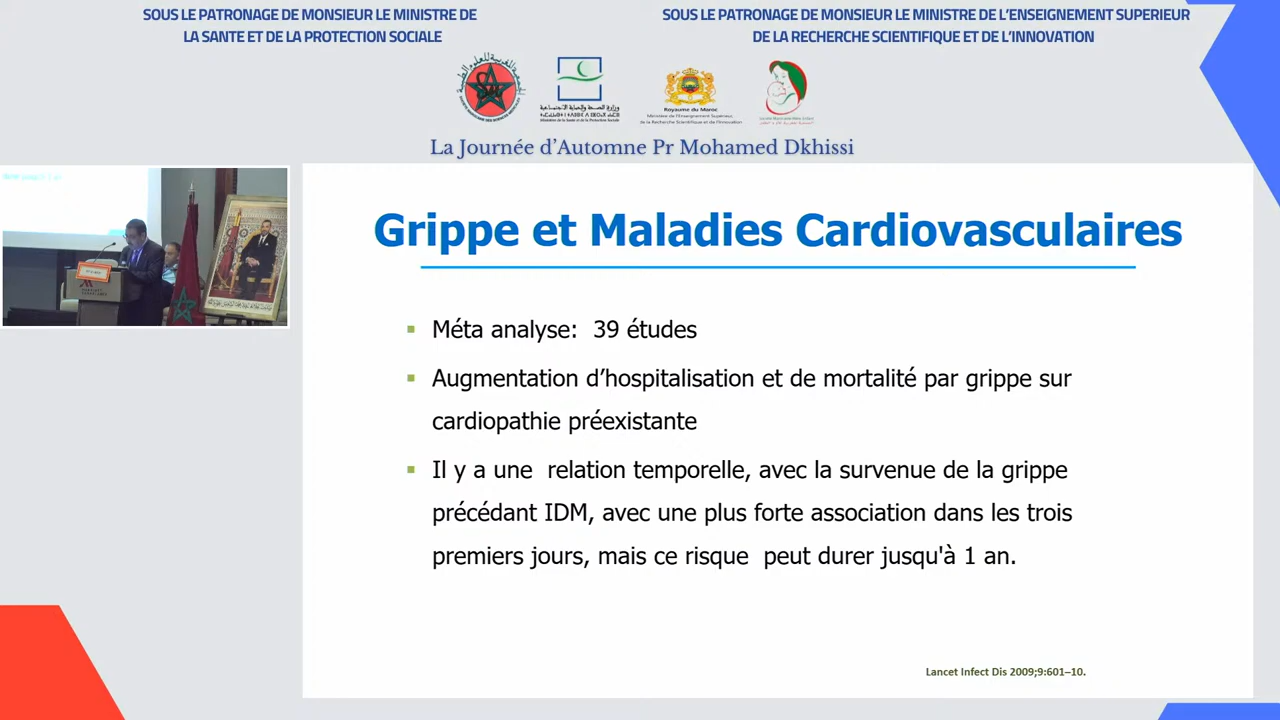 SOUS LE PATRONAGE DE MONSIEUR LE MINISTRE DE
LA SANTE ET DE LA PROTECTION SOCIALE
SOUS LE PATRONAGE DE MONSIEUR LE MINISTRE DE L'ENSEIGNEMENT SUPERIEUR
DE LA RECHERCHE SCIENTIFIQUE ET DE L'INNOVATION
Royaume du Maroc
La Journée d'Automne Pr Mohamed Dkhissi
Grippe et Maladies Cardiovasculaires
▪ Méta analyse:  39 études
▪ Augmentation d'hospitalisation et de mortalité par grippe sur
cardiopathie préexistante
▪ Il y a une  relation temporelle, avec la survenue de la grippe
précédant IDM, avec une plus forte association dans les trois
premiers jours, mais ce risque  peut durer jusqu'à 1 an.
Lancet Infect Dis 2009;9:601–10.